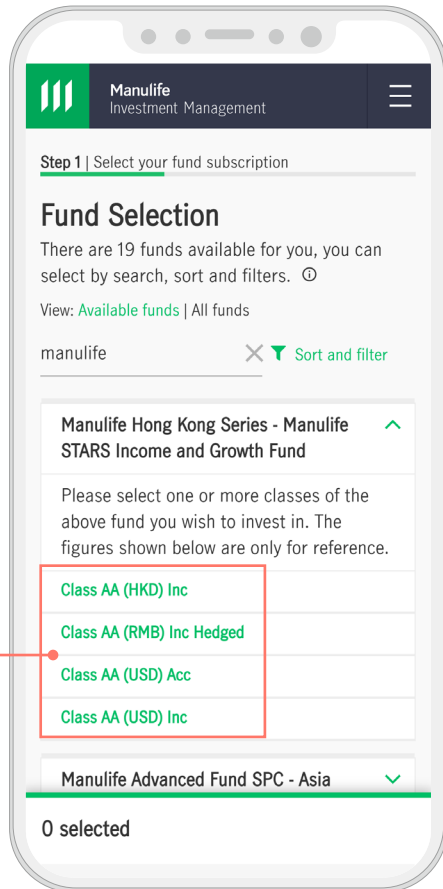 Manulife
Investment Management
Step 1 | Select your fund subscription
Fund Selection
There are 19 funds available for you, you can
select by search, sort and filters.
View: Available funds | All funds
manulife
Sort and filter
Manulife Hong Kong Series - Manulife
STARS Income and Growth Fund
Please select one or more classes of the
above fund you wish to invest in. The
figures shown below are only for reference.
Class AA (HKD) Inc
Class AA (RMB) Inc Hedged
Class AA (USD) Acc
Class AA (USD) Inc
Manulife Advanced Fund SPC - Asia
0 selected